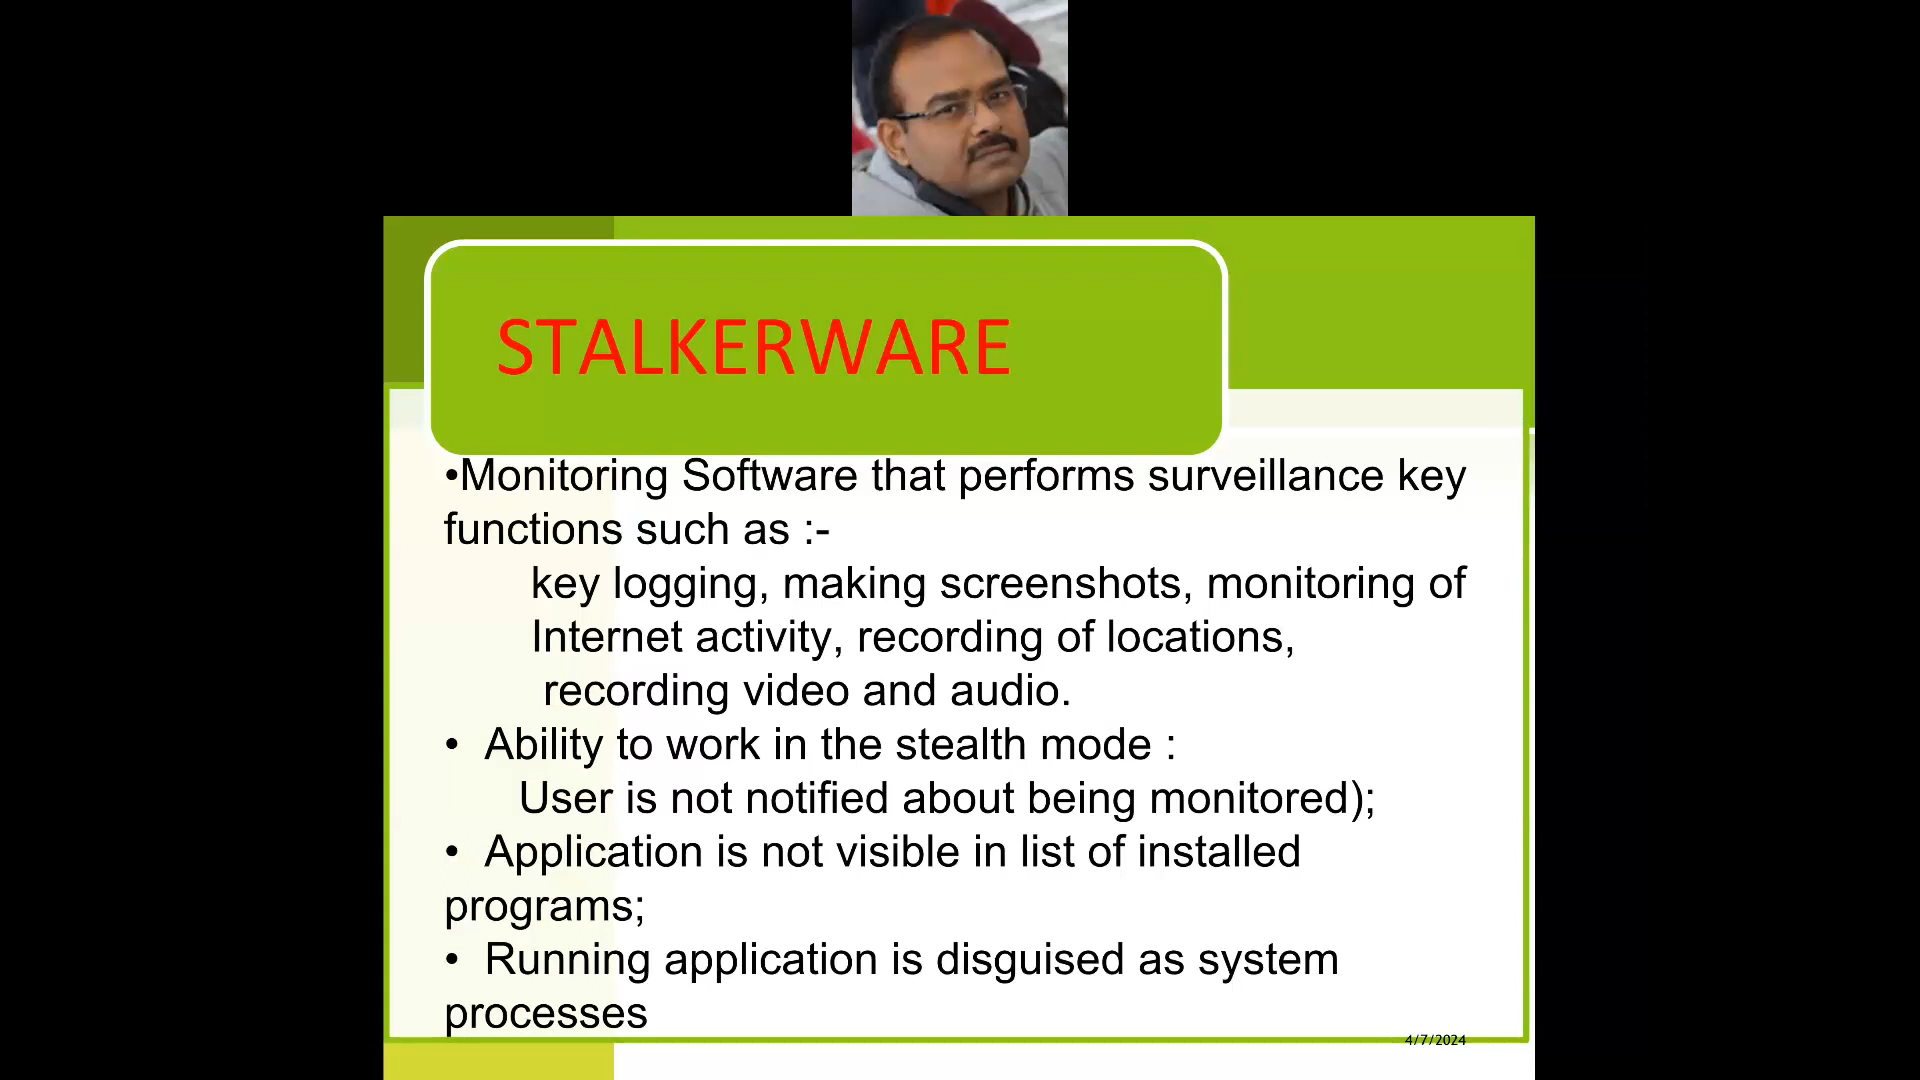 STALKERWARE
•Monitoring Software that performs surveillance key
functions such as :-
key logging, making screenshots, monitoring of
Internet activity, recording of locations,
recording video and audio.
• Ability to work in the stealth mode :
User is not notified about being monitored);
• Application is not visible in list of installed
programs;
• Running application is disguised as system
processes
4/7/2024